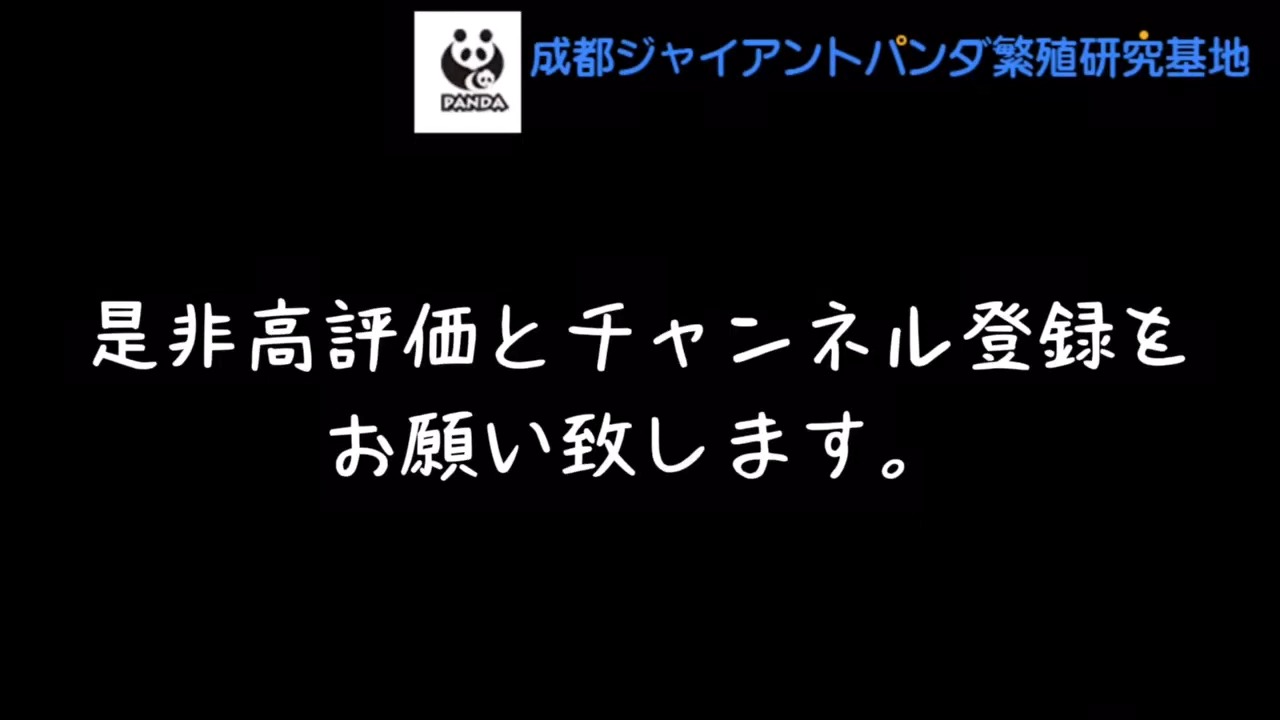 PANDA
成都ジャイアントパンダ繁殖研究基地
是非高評価とチャンネル登録を
お願い致します。